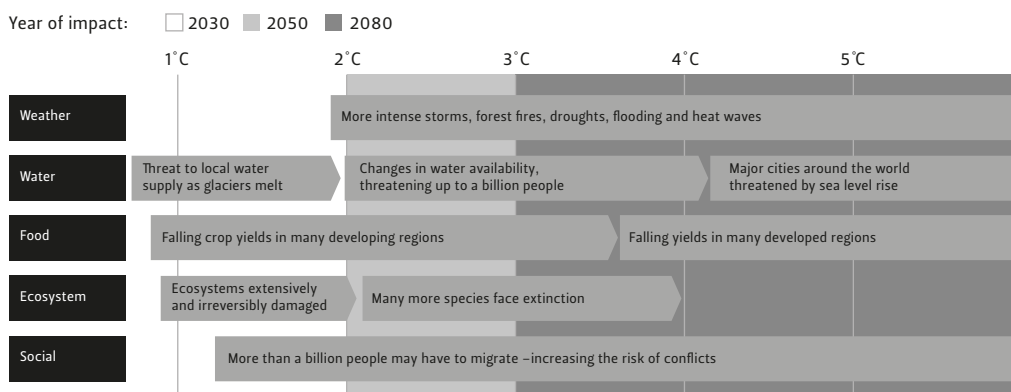 Year of impact: 2030 2050 2080
1°C 2°C 3°C 4°C 5°C
Weather
More intense storms, forest fires, droughts, flooding and heat waves
Water
Threat to local water
supply as glaciers melt
Changes in water availability,
threatening up to a billion people
Major cities around the world
threatened by sea level rise
Food
Falling crop yields in many developing regions
Falling yields in many developed regions
Ecosystem
Ecosystems extensively
and irreversibly damaged
Many more species face extinction
Social
More than a billion people may have to migrate –increasing the risk of conflicts